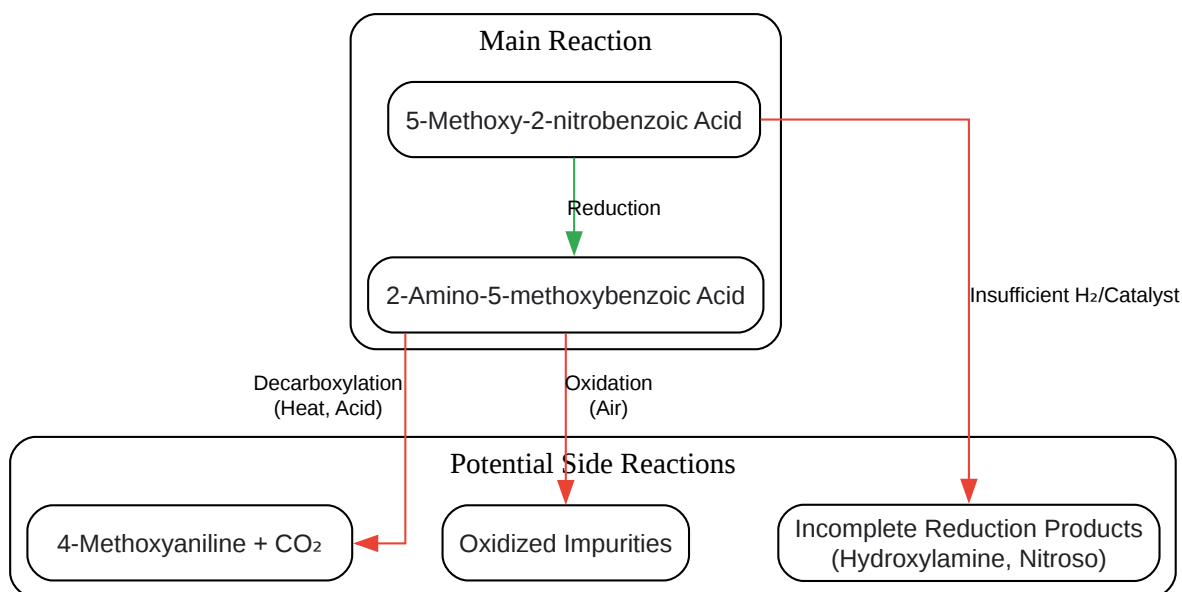 Main Reaction
5-Methoxy-2-nitrobenzoic Acid
Reduction
2-Amino-5-methoxybenzoic Acid
Insufficient H₂/Catalyst
Decarboxylation
(Heat, Acid)
Oxidation
(Air)
Potential Side Reactions
4-Methoxyaniline + CO₂
Oxidized Impurities
Incomplete Reduction Products
(Hydroxylamine, Nitroso)